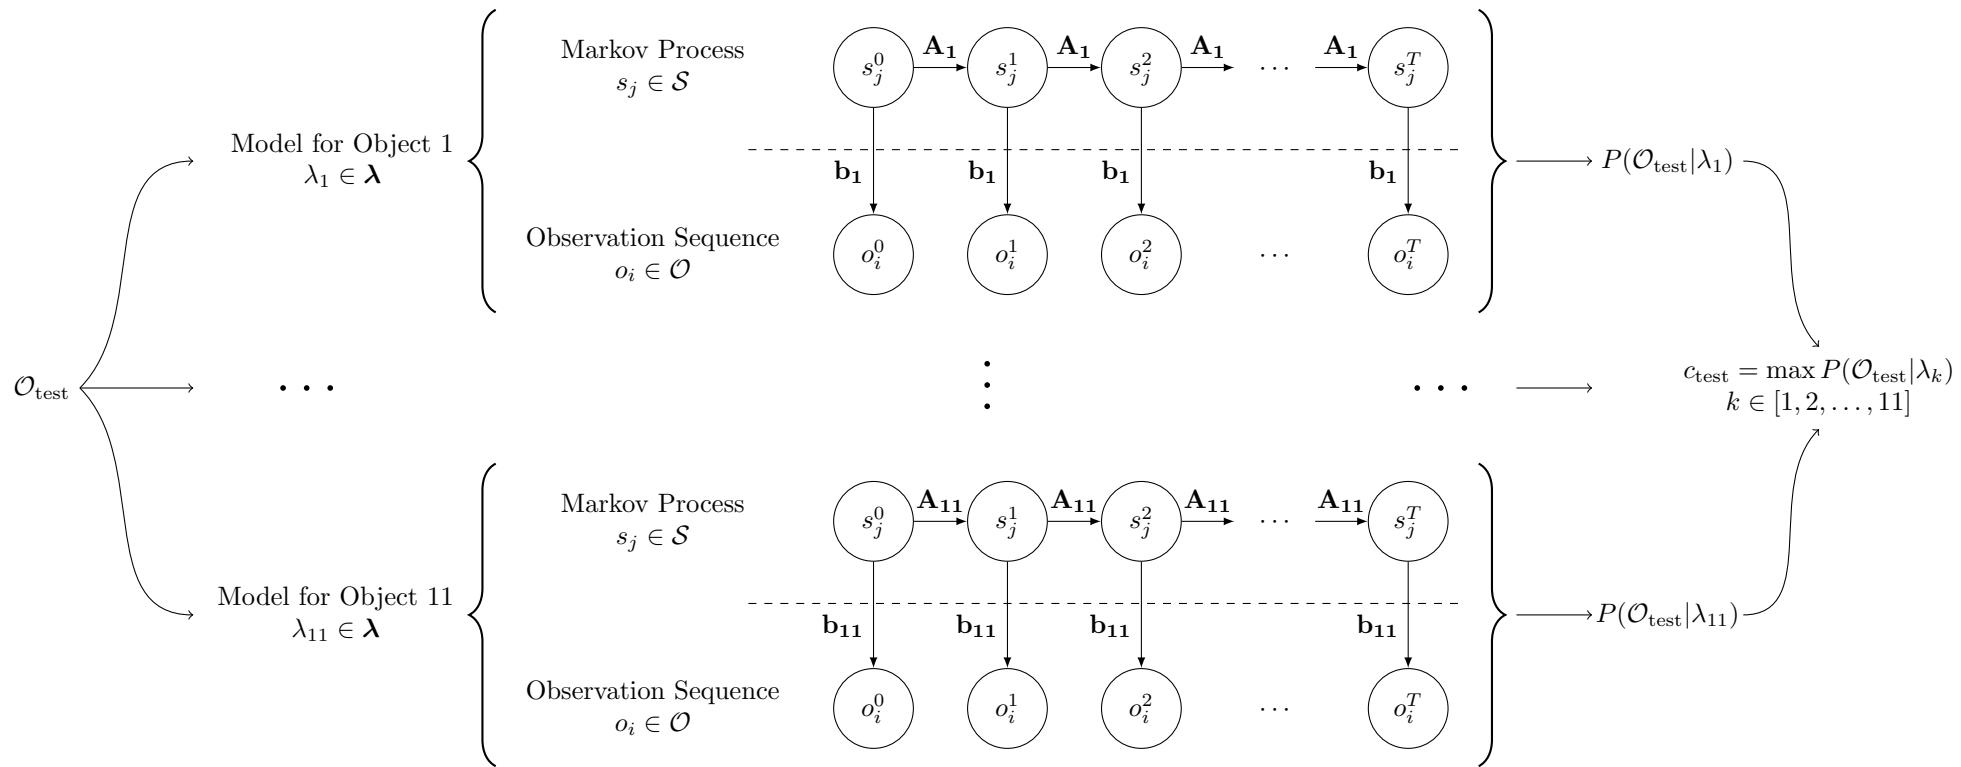 Markov Process
s_j ∈ 𝒮
A₁ A₁ A₁ A₁
s_j^0 s_j^1 s_j^2 ··· s_j^T
Model for Object 1
λ₁ ∈ 𝝀
b₁ b₁ b₁ b₁
P(𝒪_test|λ₁)
Observation Sequence
o_i ∈ 𝒪
o_i^0 o_i^1 o_i^2 ··· o_i^T
𝒪_test
···
⋮
···
c_test = max P(𝒪_test|λ_k)
k ∈ [1, 2, . . . , 11]
Markov Process
s_j ∈ 𝒮
A₁₁ A₁₁ A₁₁ A₁₁
s_j^0 s_j^1 s_j^2 ··· s_j^T
Model for Object 11
λ₁₁ ∈ 𝝀
b₁₁ b₁₁ b₁₁ b₁₁
P(𝒪_test|λ₁₁)
Observation Sequence
o_i ∈ 𝒪
o_i^0 o_i^1 o_i^2 ··· o_i^T